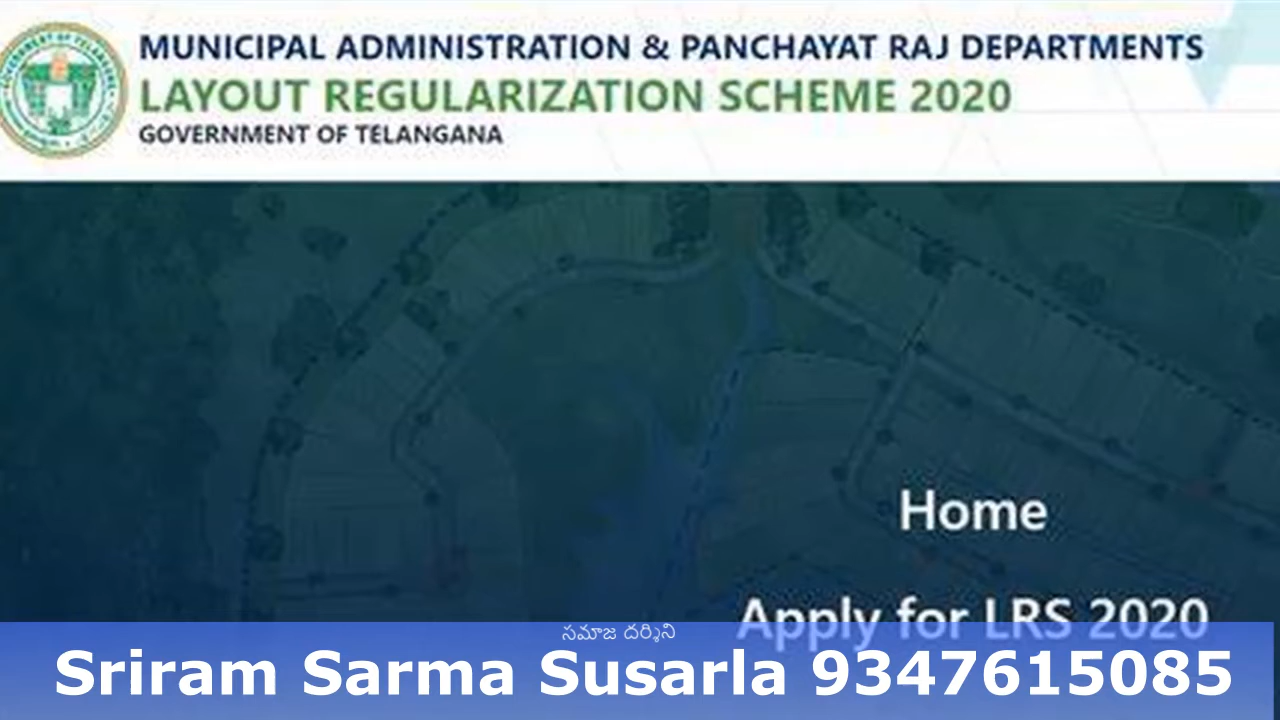 MUNICIPAL ADMINISTRATION & PANCHAYAT RAJ DEPARTMENTS
LAYOUT REGULARIZATION SCHEME 2020
GOVERNMENT OF TELANGANA
Home
Apply for LRS 2020
సమాజ దర్శిని
Sriram Sarma Susarla 9347615085